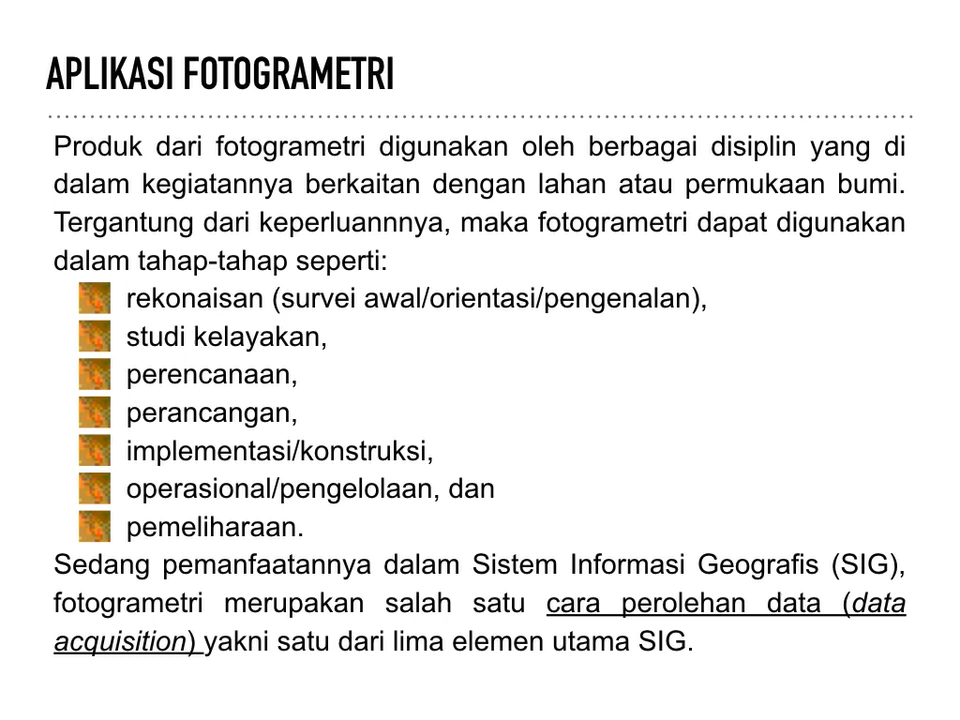 APLIKASI FOTOGRAMETRI
Produk dari fotogrametri digunakan oleh berbagai disiplin yang di
dalam kegiatannya berkaitan dengan lahan atau permukaan bumi.
Tergantung dari keperluannnya, maka fotogrametri dapat digunakan
dalam tahap-tahap seperti:
rekonaisan (survei awal/orientasi/pengenalan),
studi kelayakan,
perencanaan,
perancangan,
implementasi/konstruksi,
operasional/pengelolaan, dan
pemeliharaan.
Sedang pemanfaatannya dalam Sistem Informasi Geografis (SIG),
fotogrametri merupakan salah satu cara perolehan data (data
acquisition) yakni satu dari lima elemen utama SIG.